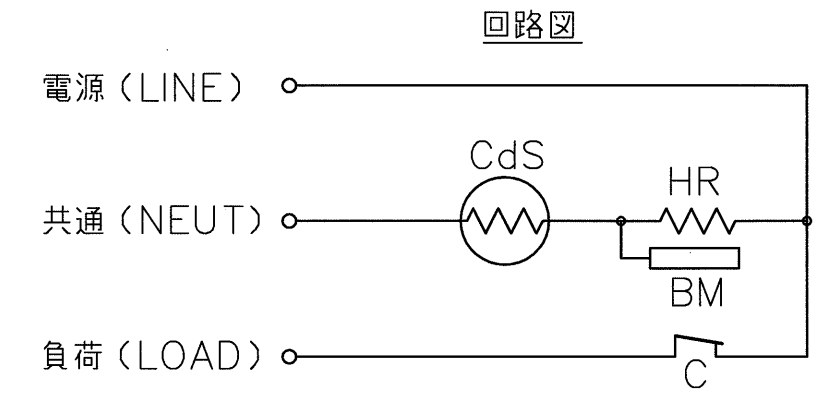 回路図
電源(LINE)
CdS
HR
共通(NEUT)
BM
負荷(LOAD)
C